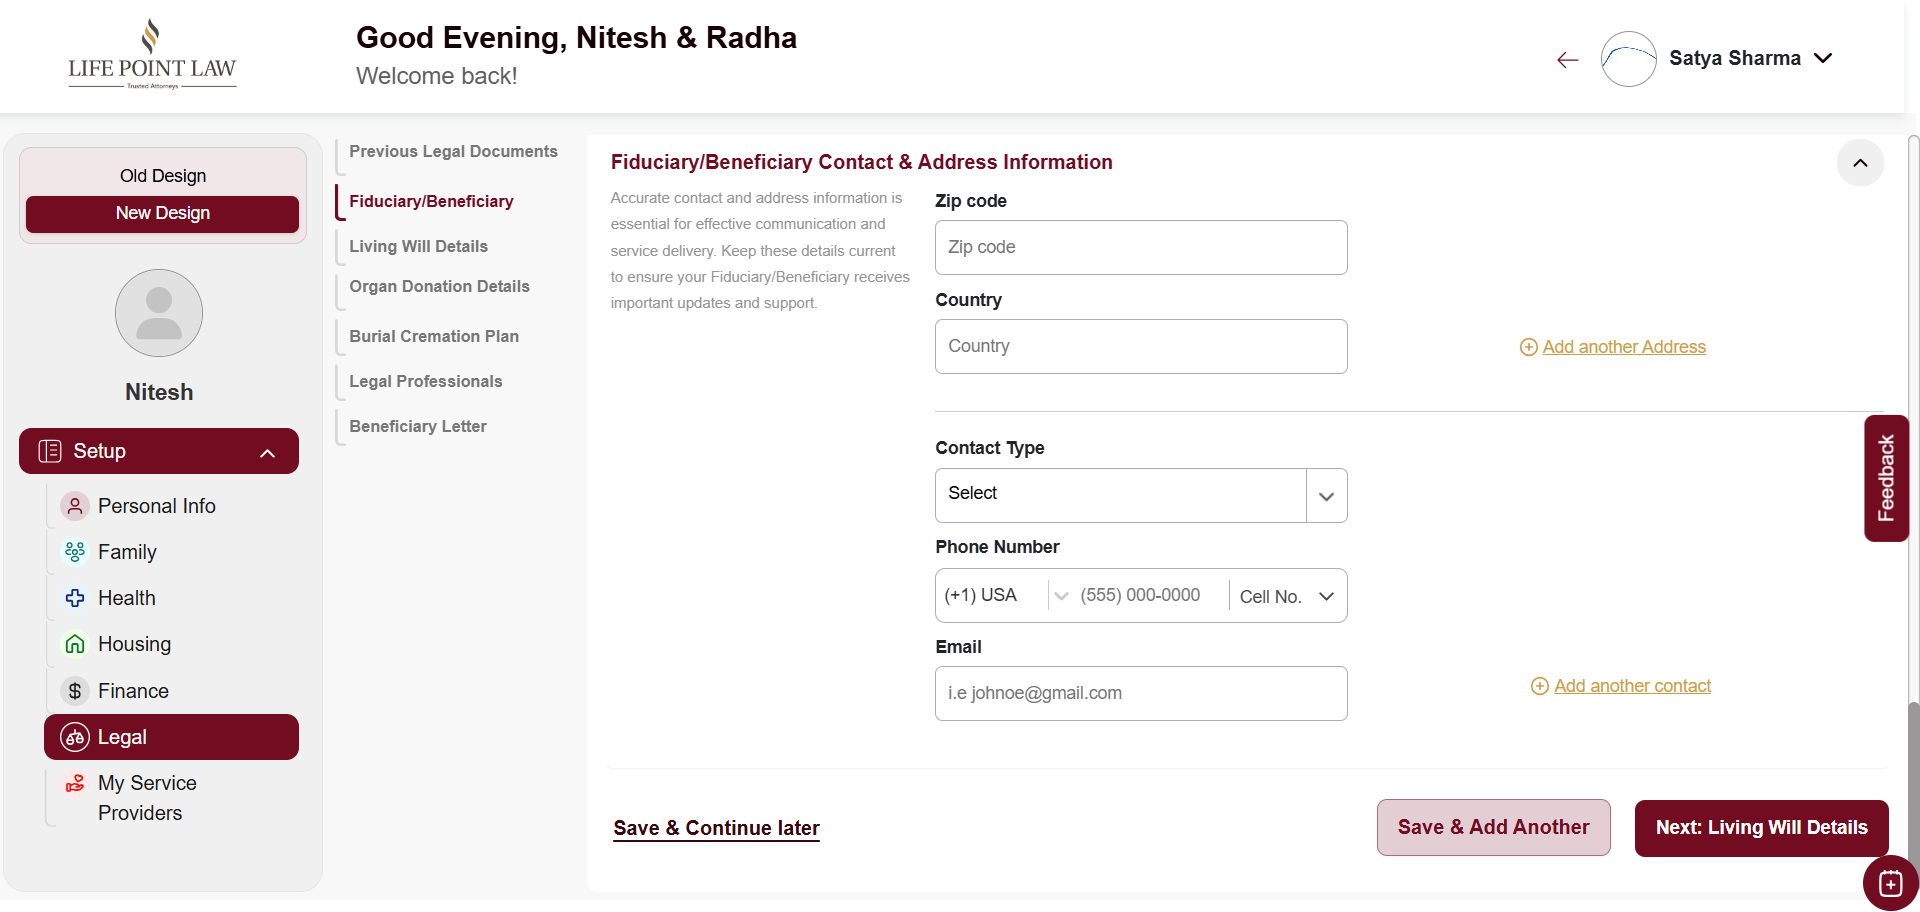 LIFE POINT LAW
Trusted Attorneys
Good Evening, Nitesh & Radha
Welcome back!
Satya Sharma
Old Design
New Design
Nitesh
Setup
Personal Info
Family
Health
Housing
Finance
Legal
My Service
Providers
Previous Legal Documents
Fiduciary/Beneficiary
Living Will Details
Organ Donation Details
Burial Cremation Plan
Legal Professionals
Beneficiary Letter
Fiduciary/Beneficiary Contact & Address Information
Accurate contact and address information is
essential for effective communication and
service delivery. Keep these details current
to ensure your Fiduciary/Beneficiary receives
important updates and support.
Zip code
Zip code
Country
Country
Add another Address
Contact Type
Select
Phone Number
(+1) USA (555) 000-0000 Cell No.
Email
i.e johnoe@gmail.com
Add another contact
Save & Continue later
Save & Add Another
Next: Living Will Details
Feedback